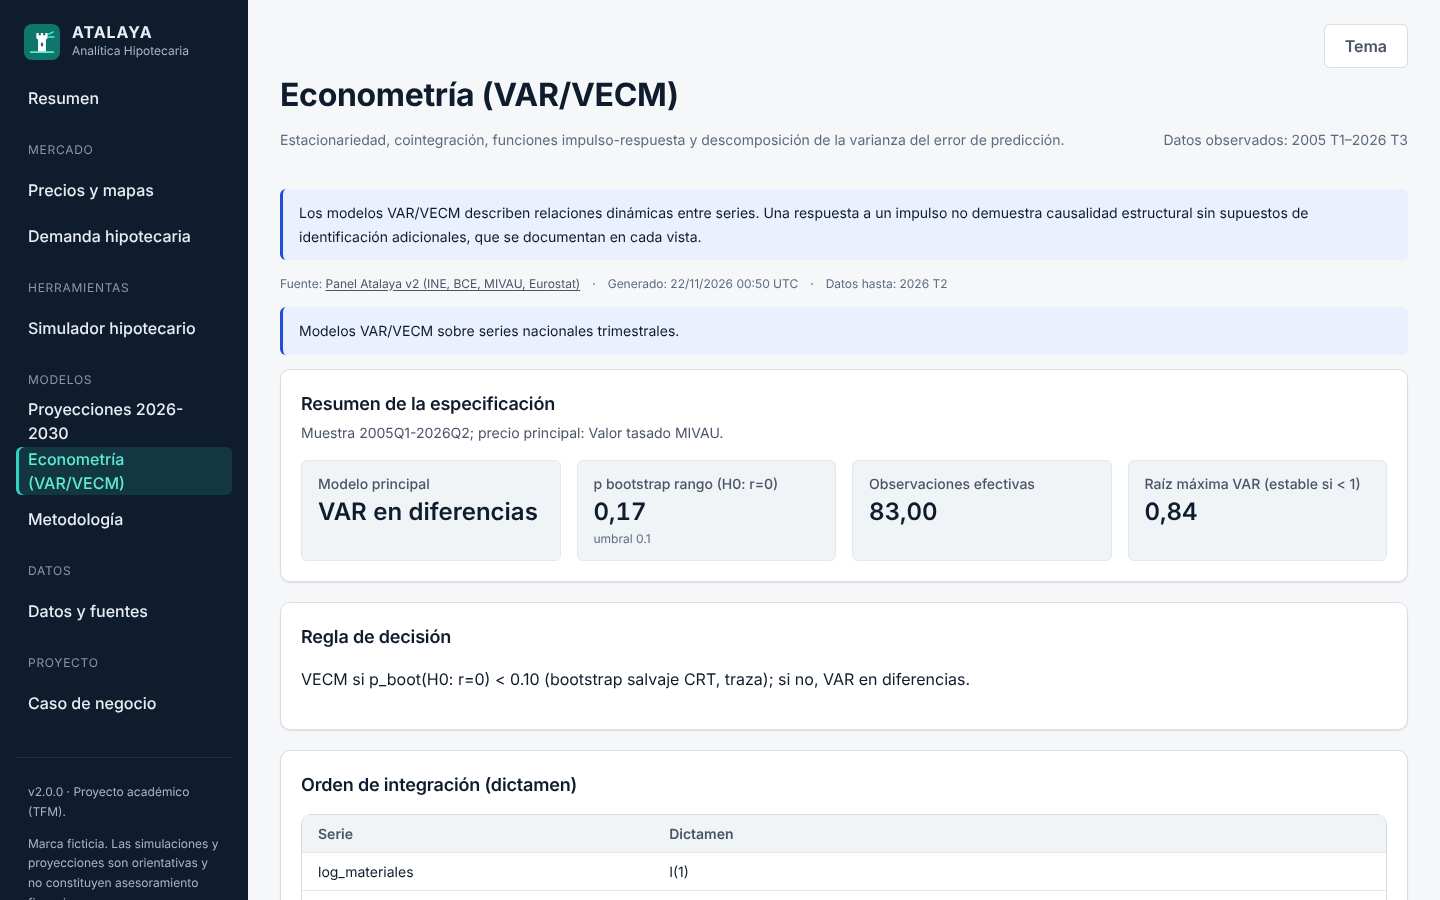 ATALAYA
Analítica Hipotecaria
Resumen
MERCADO
Precios y mapas
Demanda hipotecaria
HERRAMIENTAS
Simulador hipotecario
MODELOS
Proyecciones 2026-
2030
Econometría
(VAR/VECM)
Metodología
DATOS
Datos y fuentes
PROYECTO
Caso de negocio
v2.0.0 · Proyecto académico
(TFM).
Marca ficticia. Las simulaciones y
proyecciones son orientativas y
no constituyen asesoramiento
Tema
Econometría (VAR/VECM)
Estacionariedad, cointegración, funciones impulso-respuesta y descomposición de la varianza del error de predicción.
Datos observados: 2005 T1–2026 T3
Los modelos VAR/VECM describen relaciones dinámicas entre series. Una respuesta a un impulso no demuestra causalidad estructural sin supuestos de
identificación adicionales, que se documentan en cada vista.
Fuente: Panel Atalaya v2 (INE, BCE, MIVAU, Eurostat) · Generado: 22/11/2026 00:50 UTC · Datos hasta: 2026 T2
Modelos VAR/VECM sobre series nacionales trimestrales.
Resumen de la especificación
Muestra 2005Q1-2026Q2; precio principal: Valor tasado MIVAU.
Modelo principal
VAR en diferencias
p bootstrap rango (H0: r=0)
0,17
umbral 0.1
Observaciones efectivas
83,00
Raíz máxima VAR (estable si < 1)
0,84
Regla de decisión
VECM si p_boot(H0: r=0) < 0.10 (bootstrap salvaje CRT, traza); si no, VAR en diferencias.
Orden de integración (dictamen)
Serie Dictamen
log_materiales I(1)